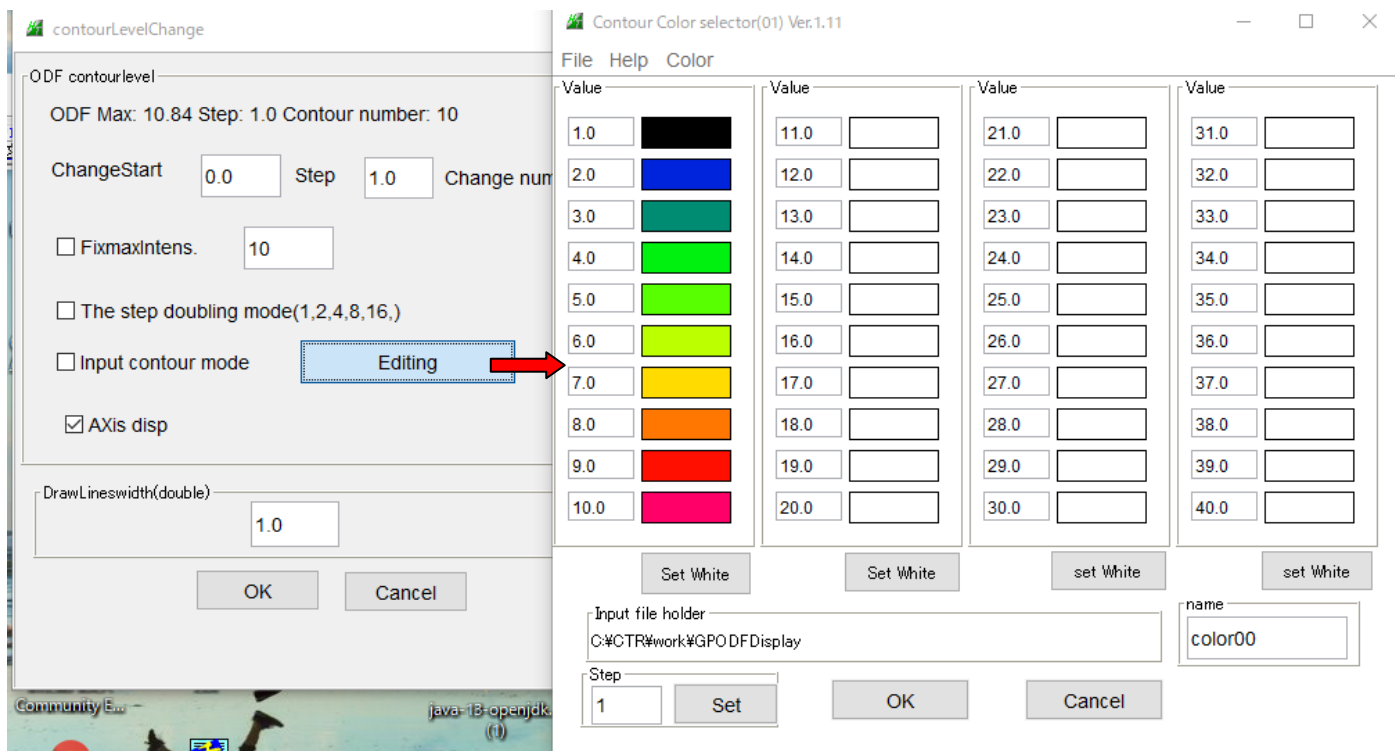 contourLevelChange
ODF contourlevel
ODF Max: 10.84 Step: 1.0 Contour number: 10
ChangeStart 0.0 Step 1.0 Change num
FixmaxIntens. 10
The step doubling mode(1,2,4,8,16,)
Input contour mode Editing
AXis disp
DrawLineswidth(double)
1.0
OK Cancel
Community E...
java-13-openjdk.
(1)
Contour Color selector(01) Ver.1.11
File Help Color
Value Value Value Value
1.0 11.0 21.0 31.0
2.0 12.0 22.0 32.0
3.0 13.0 23.0 33.0
4.0 14.0 24.0 34.0
5.0 15.0 25.0 35.0
6.0 16.0 26.0 36.0
7.0 17.0 27.0 37.0
8.0 18.0 28.0 38.0
9.0 19.0 29.0 39.0
10.0 20.0 30.0 40.0
Set White Set White set White set White
Input file holder
C:¥CTR¥work¥GPODFDisplay
name
color00
Step
1 Set OK Cancel